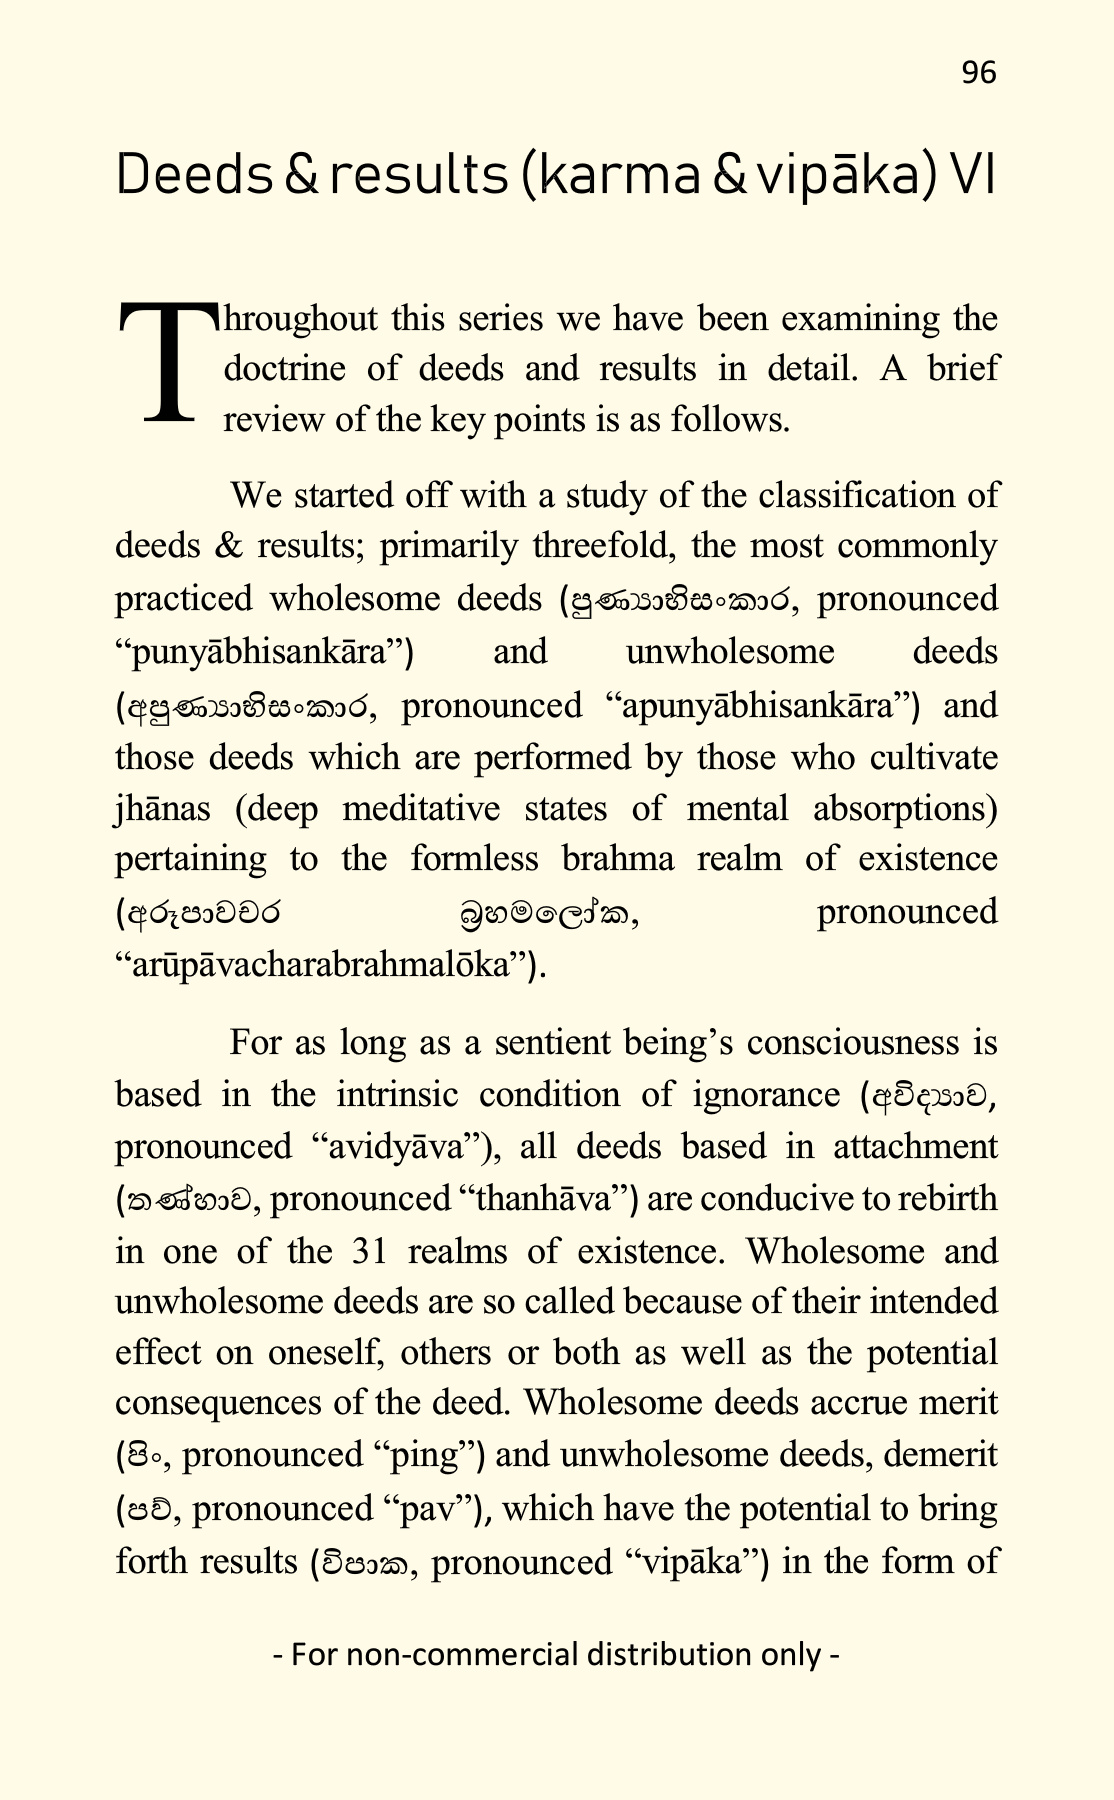 96
Deeds & results (karma & vipāka) VI
Throughout this series we have been examining the
doctrine of deeds and results in detail. A brief
review of the key points is as follows.
We started off with a study of the classification of
deeds & results; primarily threefold, the most commonly
practiced wholesome deeds (පුණ්‍යාභිසංකාර, pronounced
“punyābhisankāra”) and unwholesome deeds
(අපුණ්‍යාභිසංකාර, pronounced “apunyābhisankāra”) and
those deeds which are performed by those who cultivate
jhānas (deep meditative states of mental absorptions)
pertaining to the formless brahma realm of existence
(අරූපාවචර බ්‍රහමලෝක, pronounced
“arūpāvacharabrahmalōka”).
For as long as a sentient being’s consciousness is
based in the intrinsic condition of ignorance (අවිද්‍යාව,
pronounced “avidyāva”), all deeds based in attachment
(තණ්හාව, pronounced “thanhāva”) are conducive to rebirth
in one of the 31 realms of existence. Wholesome and
unwholesome deeds are so called because of their intended
effect on oneself, others or both as well as the potential
consequences of the deed. Wholesome deeds accrue merit
(පිං, pronounced “ping”) and unwholesome deeds, demerit
(පව්, pronounced “pav”), which have the potential to bring
forth results (විපාක, pronounced “vipāka”) in the form of
- For non-commercial distribution only -